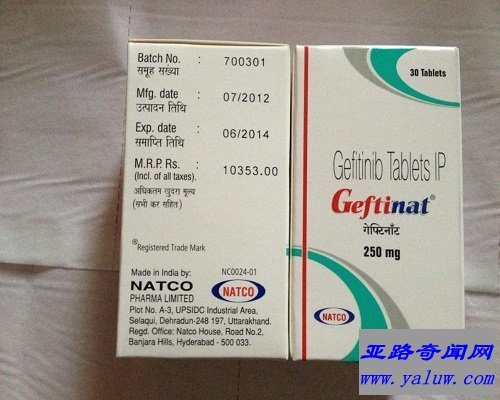 Batch No. : 700301
समूह सख्या
Mfg. date : 07/2012
उत्पादन तिथि
Exp. date : 06/2014
समाप्ति तिथि
M.R.P. Rs. : 10353.00
(Incl. of all taxes).
अधिकतम खुदरा मूल्य
(सभी कर सहित)
®Registered Trade Mark
Made in India by: NC0024-01
NATCO
PHARMA LIMITED
NATCO
Plot No. A-3, UPSIDC Industrial Area,
Selaqui, Dehradun-248 197, Uttarakhand.
Regd. Office: Natco House, Road No.2,
Banjara Hills, Hyderabad - 500 033.
30 Tablets
Gefitinib Tablets IP
Geftinat®
गेफ्टिनॅट
250 mg
NATCO
亚路奇闻网
www.yaluw.com